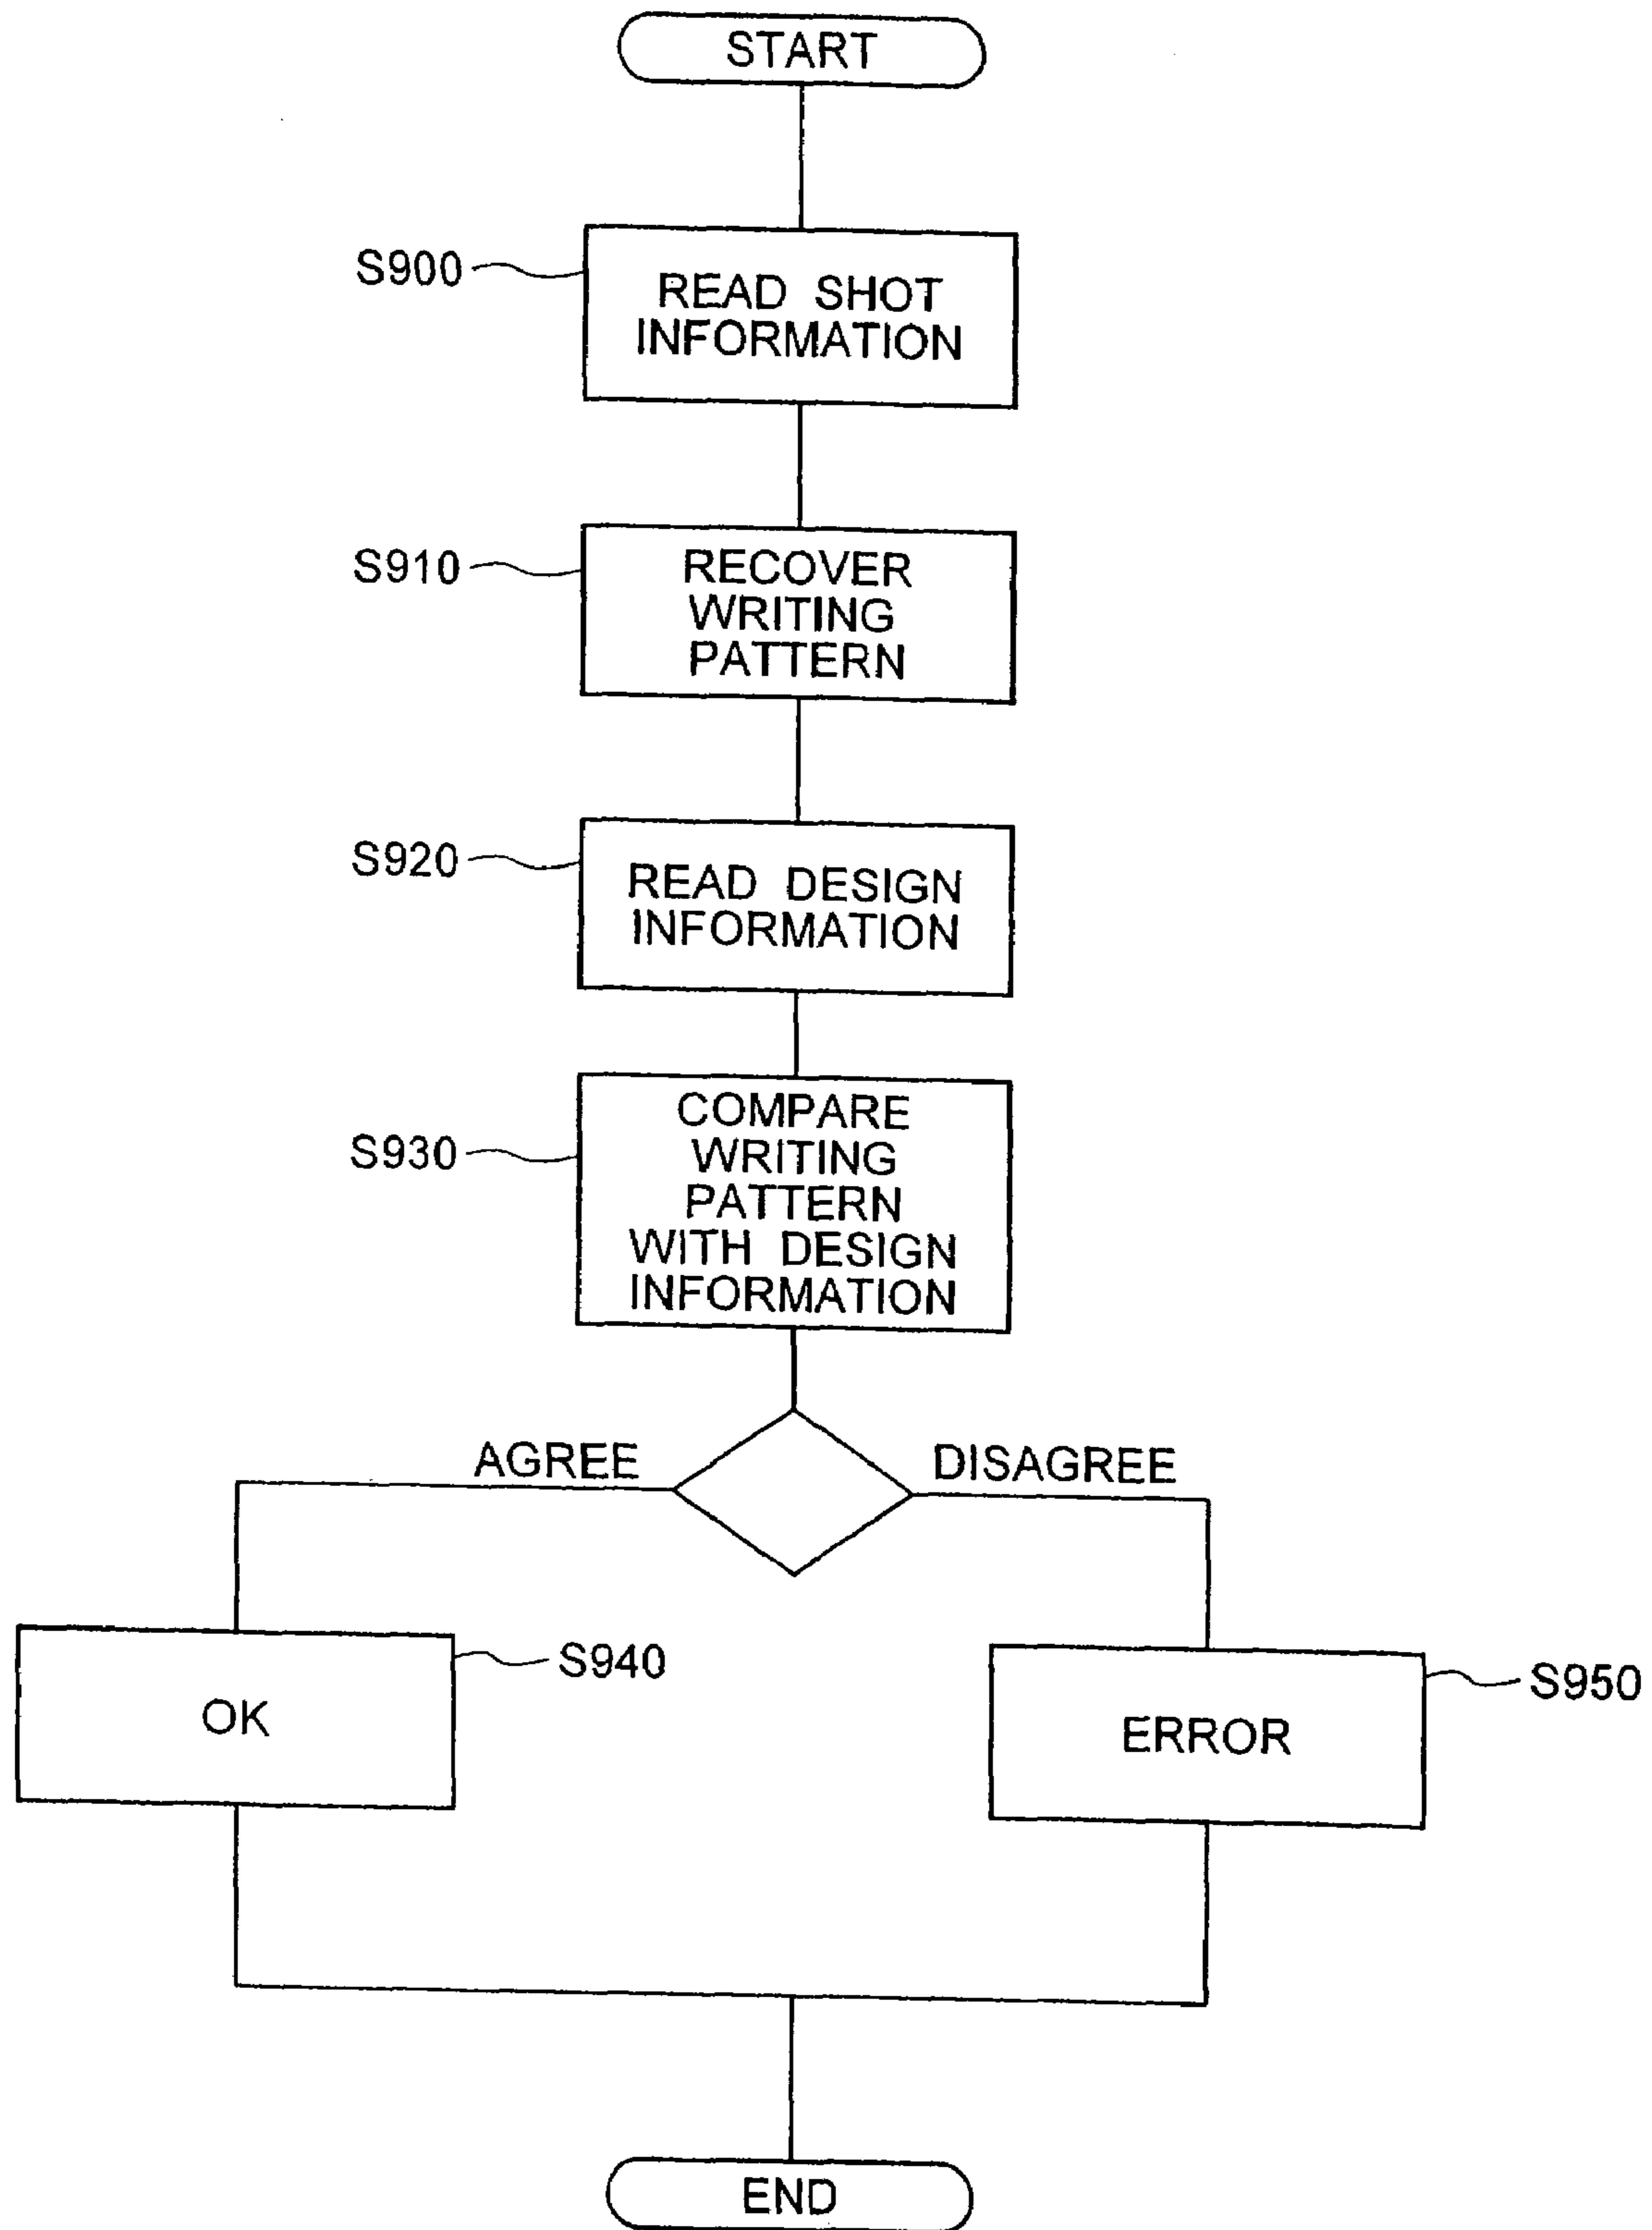 START
S900
READ SHOT
INFORMATION
S910
RECOVER
WRITING
PATTERN
S920
READ DESIGN
INFORMATION
S930
COMPARE
WRITING
PATTERN
WITH DESIGN
INFORMATION
AGREE
DISAGREE
OK
S940
ERROR
S950
END